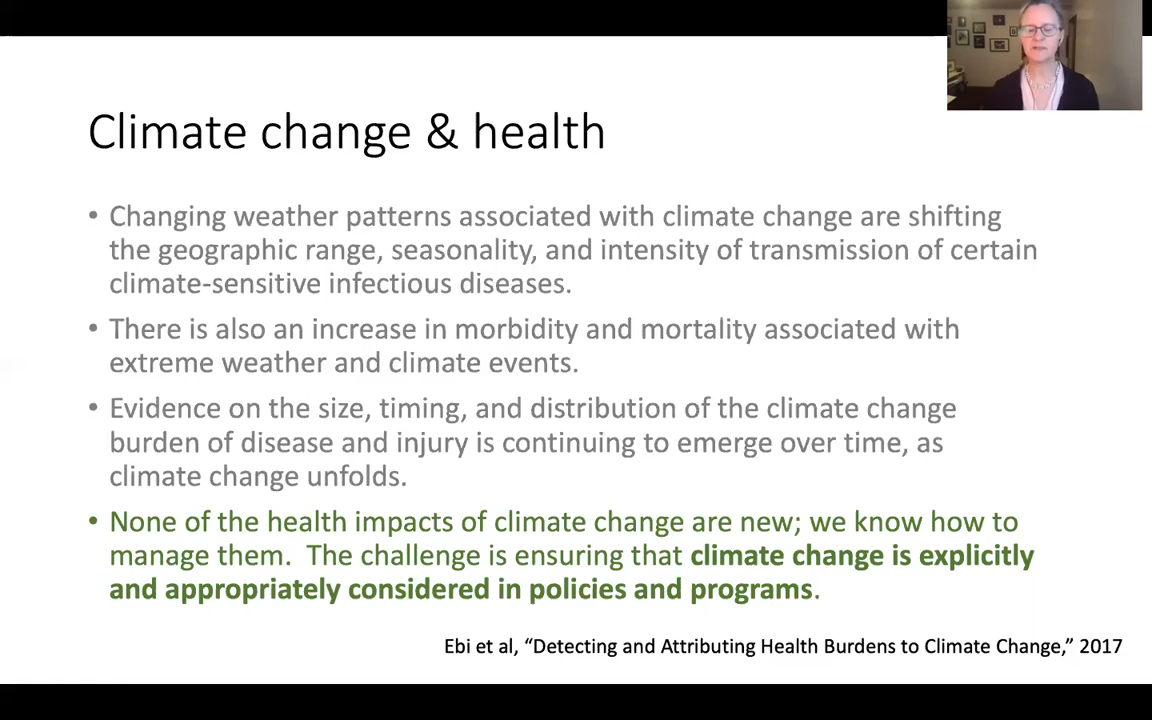 Climate change & health
• Changing weather patterns associated with climate change are shifting
the geographic range, seasonality, and intensity of transmission of certain
climate-sensitive infectious diseases.
• There is also an increase in morbidity and mortality associated with
extreme weather and climate events.
• Evidence on the size, timing, and distribution of the climate change
burden of disease and injury is continuing to emerge over time, as
climate change unfolds.
• None of the health impacts of climate change are new; we know how to
manage them.  The challenge is ensuring that climate change is explicitly
and appropriately considered in policies and programs.
Ebi et al, “Detecting and Attributing Health Burdens to Climate Change,” 2017